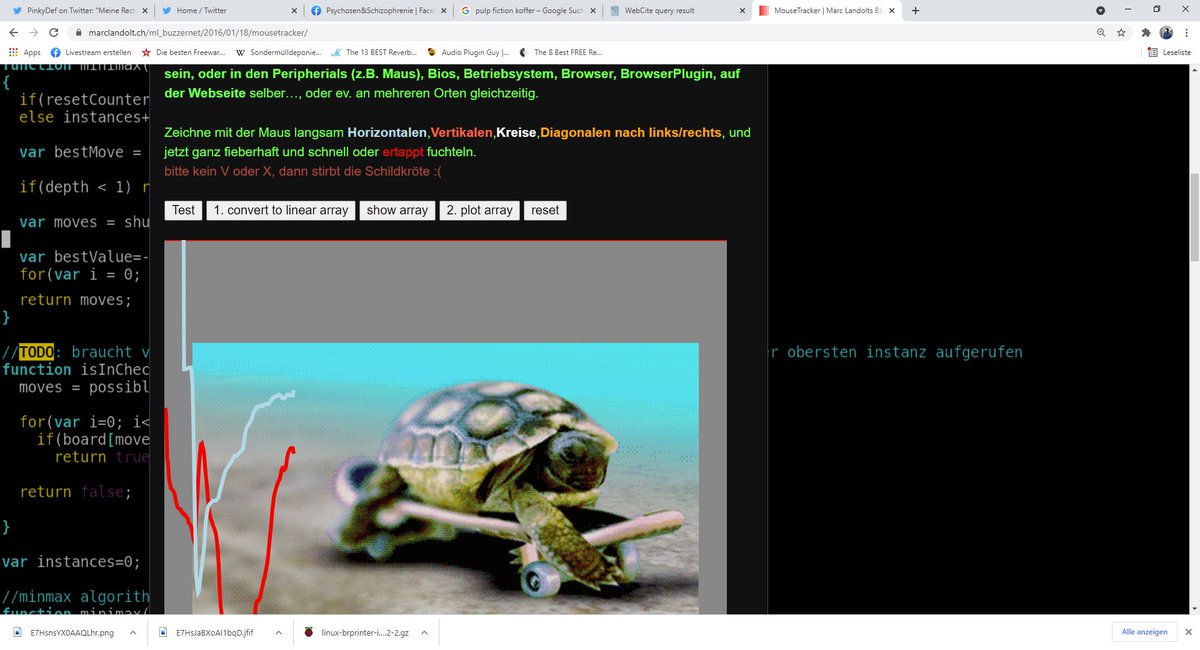 PinkyDef on Twitter: "Meine Rech
Home / Twitter
Psychosen&Schizophrenie | Face
pulp fiction koffer – Google Such
WebCite query result
MouseTracker | Marc Landolts Bl
marclandolt.ch/ml_buzzernet/2016/01/18/mousetracker/
Apps
Livestream erstellen
Die besten Freewar...
Sondermülldeponie...
The 13 BEST Reverb...
Audio Plugin Guy |...
The 8 Best FREE Re...
Leseliste
function minimax(
{
if(resetCounter
else instances+
var bestMove =
if(depth < 1) r
var moves = shu
var bestValue=-
for(var i = 0;
return moves;
}
//TODO: braucht v
r obersten instanz aufgerufen
function isInChec
moves = possibl
for(var i=0; i<
if(board[move
return true
return false;
}
var instances=0;
//minmax algorith
function minimax(
sein, oder in den Peripherials (z.B. Maus), Bios, Betriebsystem, Browser, BrowserPlugin, auf
der Webseite selber…, oder ev. an mehreren Orten gleichzeitig.
Zeichne mit der Maus langsam Horizontalen,Vertikalen,Kreise,Diagonalen nach links/rechts, und
jetzt ganz fieberhaft und schnell oder ertappt fuchteln.
bitte kein V oder X, dann stirbt die Schildkröte :(
Test
1. convert to linear array
show array
2. plot array
reset
E7HsnsYX0AAQLhr.png
E7HsJaBXoAI1bqD.jfif
linux-brprinter-i....2-2.gz
Alle anzeigen